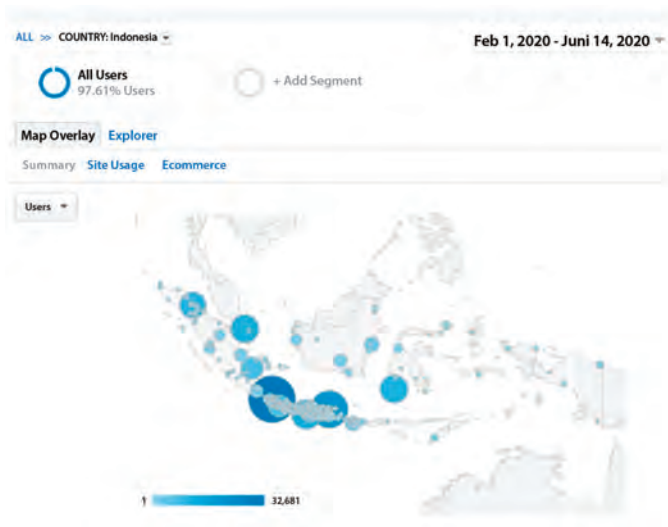 ALL >> COUNTRY: Indonesia
Feb 1, 2020 - Juni 14, 2020
All Users
97.61% Users
+ Add Segment
Map Overlay Explorer
Summary Site Usage Ecommerce
Users
1 32,681